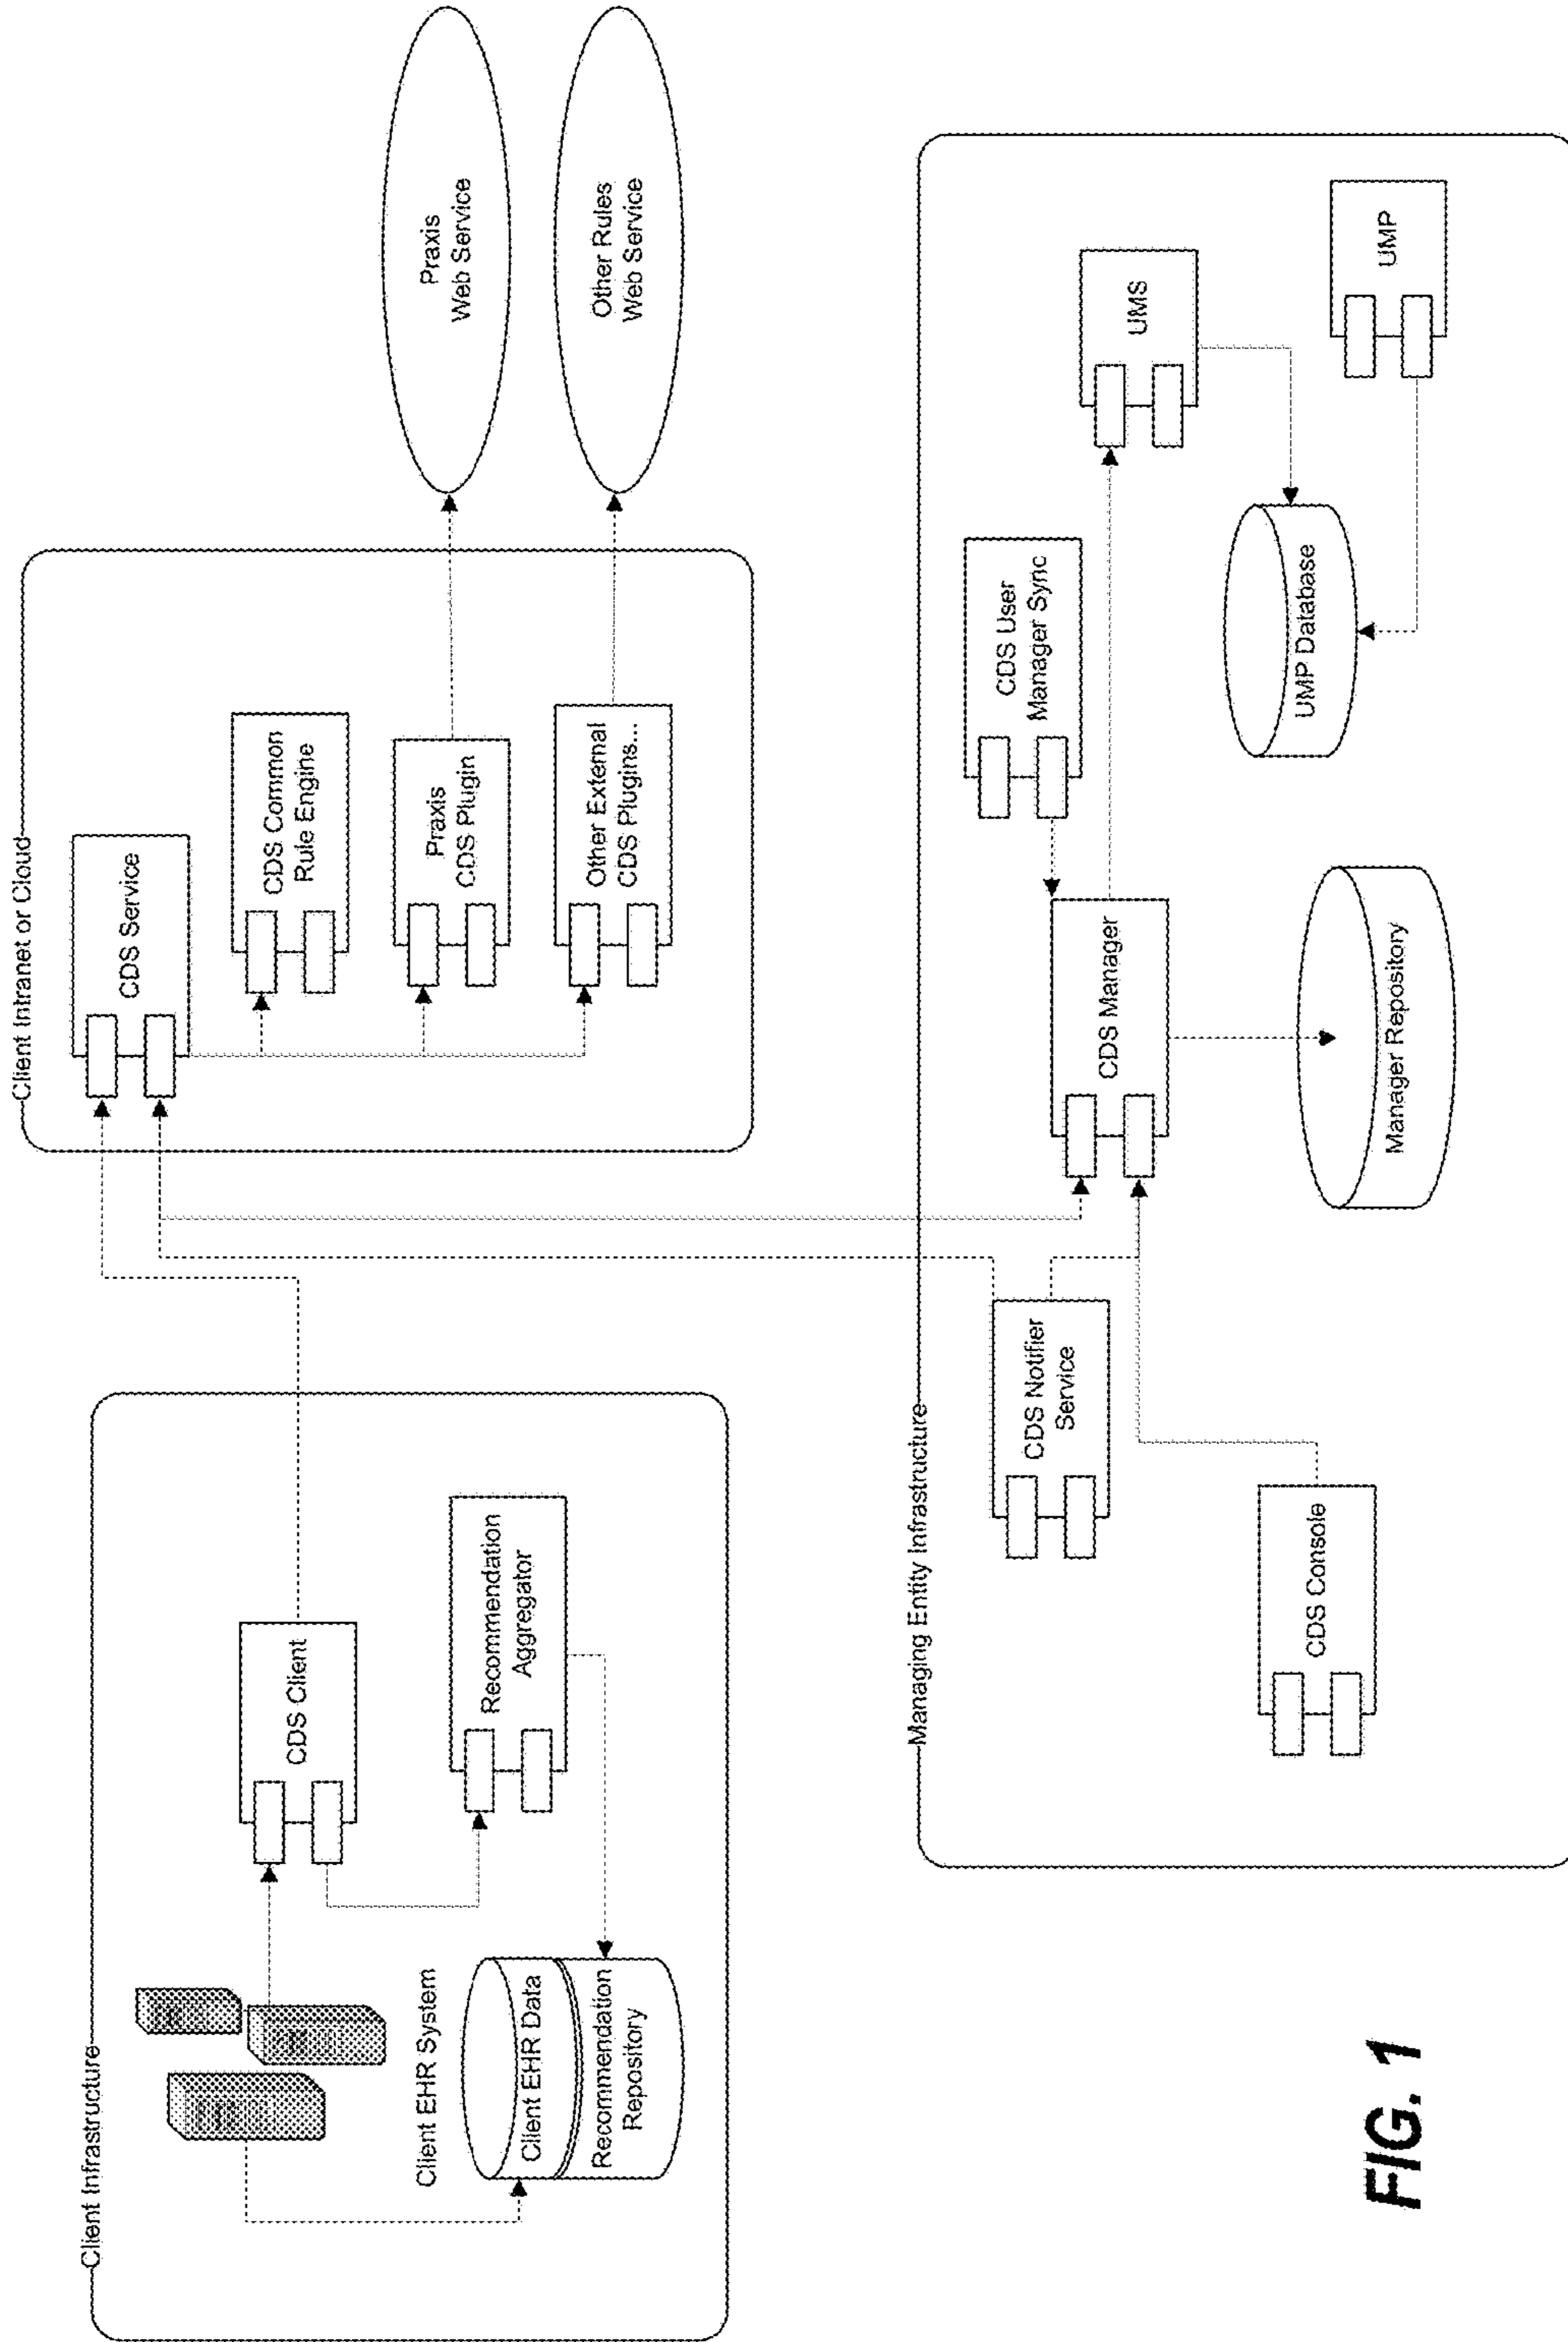 Client Infrastructure
Client EHR System
Client EHR Data
Recommendation
Repository
CDS Client
Recommendation
Aggregator
Client Intranet or Cloud
CDS Service
CDS Common
Rule Engine
Praxis
CDS Plugin
Other External
CDS Plugins...
Praxis
Web Service
Other Rules
Web Service
Managing Entity Infrastructure
CDS Notifier
Service
CDS Console
CDS Manager
Manager Repository
CDS User
Manager Sync
UMS
UMP Database
UMP
FIG. 1